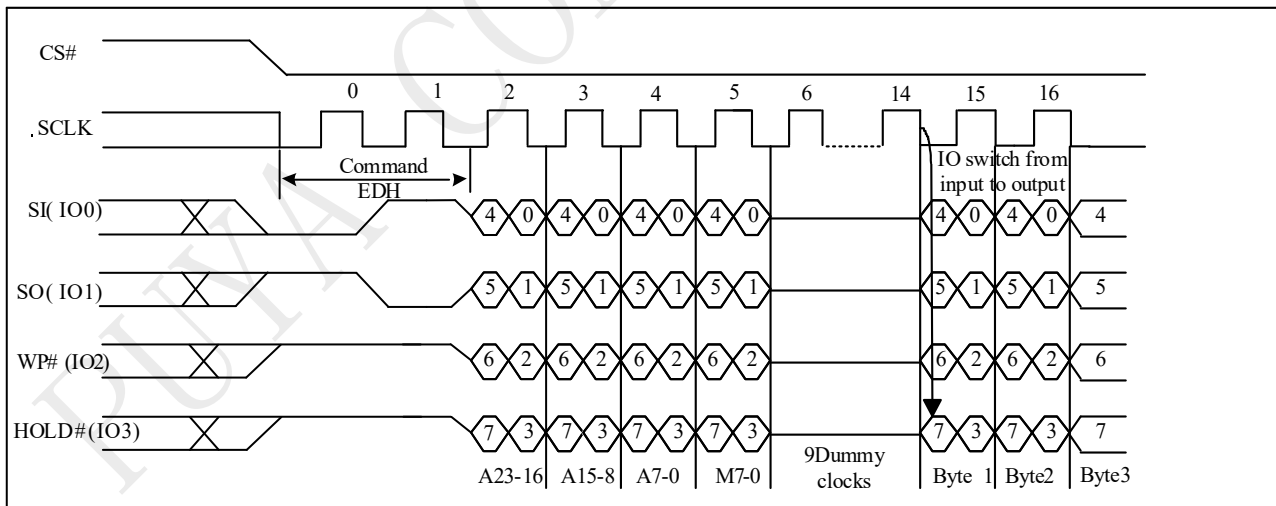 PUYA CO
CS#
0 1 2 3 4 5 6 14 15 16
.SCLK
Command
EDH
IO switch from
input to output
SI( IO0) 4 0 4 0 4 0 4 0 4 0 4 0 4
SO( IO1) 5 1 5 1 5 1 5 1 5 1 5 1 5
WP# (IO2) 6 2 6 2 6 2 6 2 6 2 6 2 6
HOLD# (IO3) 7 3 7 3 7 3 7 3 7 3 7 3 7
A23-16 A15-8 A7-0 M7-0 9Dummy clocks Byte 1 Byte2 Byte3